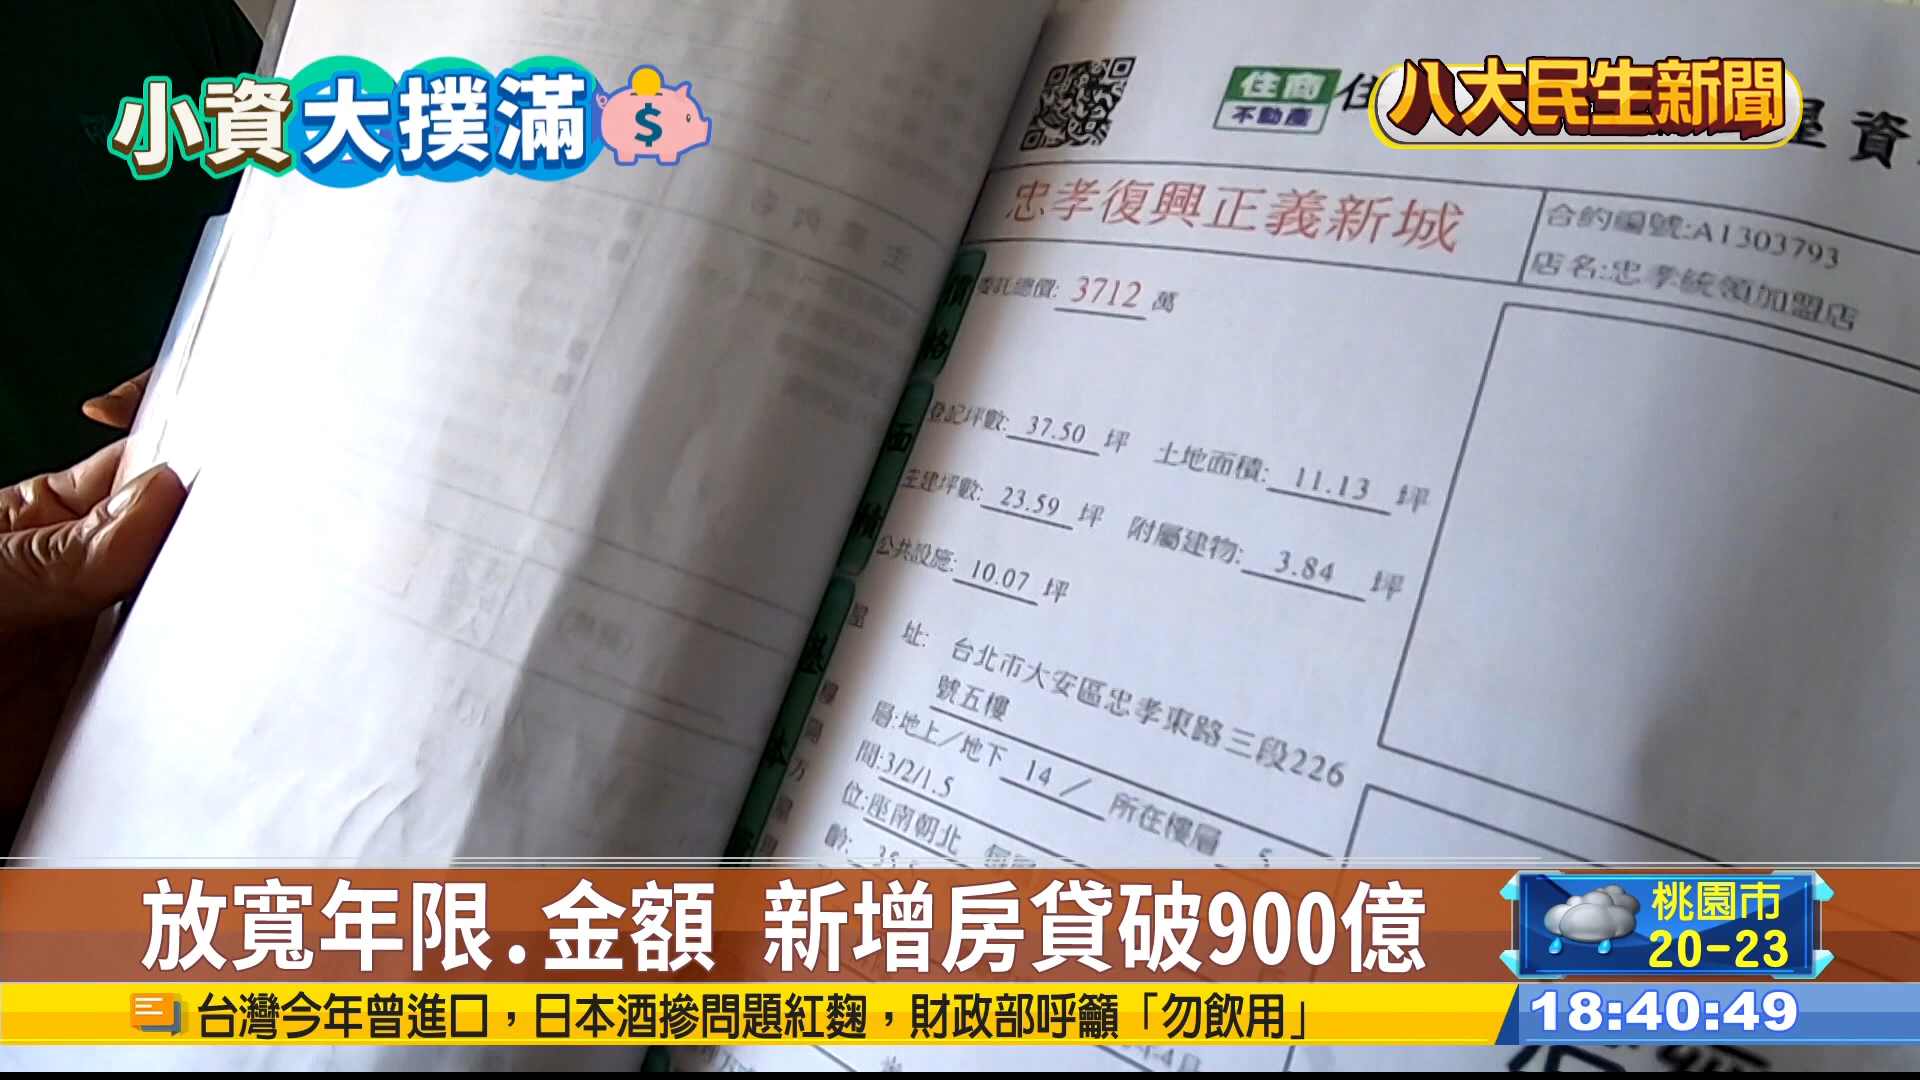 小資大撲滿
$
八大民生新聞
住商
不動產
忠孝復興正義新城
合約編號:A1303793
店名:忠孝統領加盟店
委託總價: 3712 萬
登記坪數: 37.50 坪 土地面積: 11.13 坪
主建坪數: 23.59 坪 附屬建物: 3.84 坪
公共設施: 10.07 坪
址: 台北市大安區忠孝東路三段226
號五樓
層:地上／地下 14 ／ 所在樓層 5
間:3/2/1.5
位:座南朝北
齡:
放寬年限.金額 新增房貸破900億
桃園市
20-23
台灣今年曾進口，日本酒摻問題紅麴，財政部呼籲「勿飲用」
18:40:49